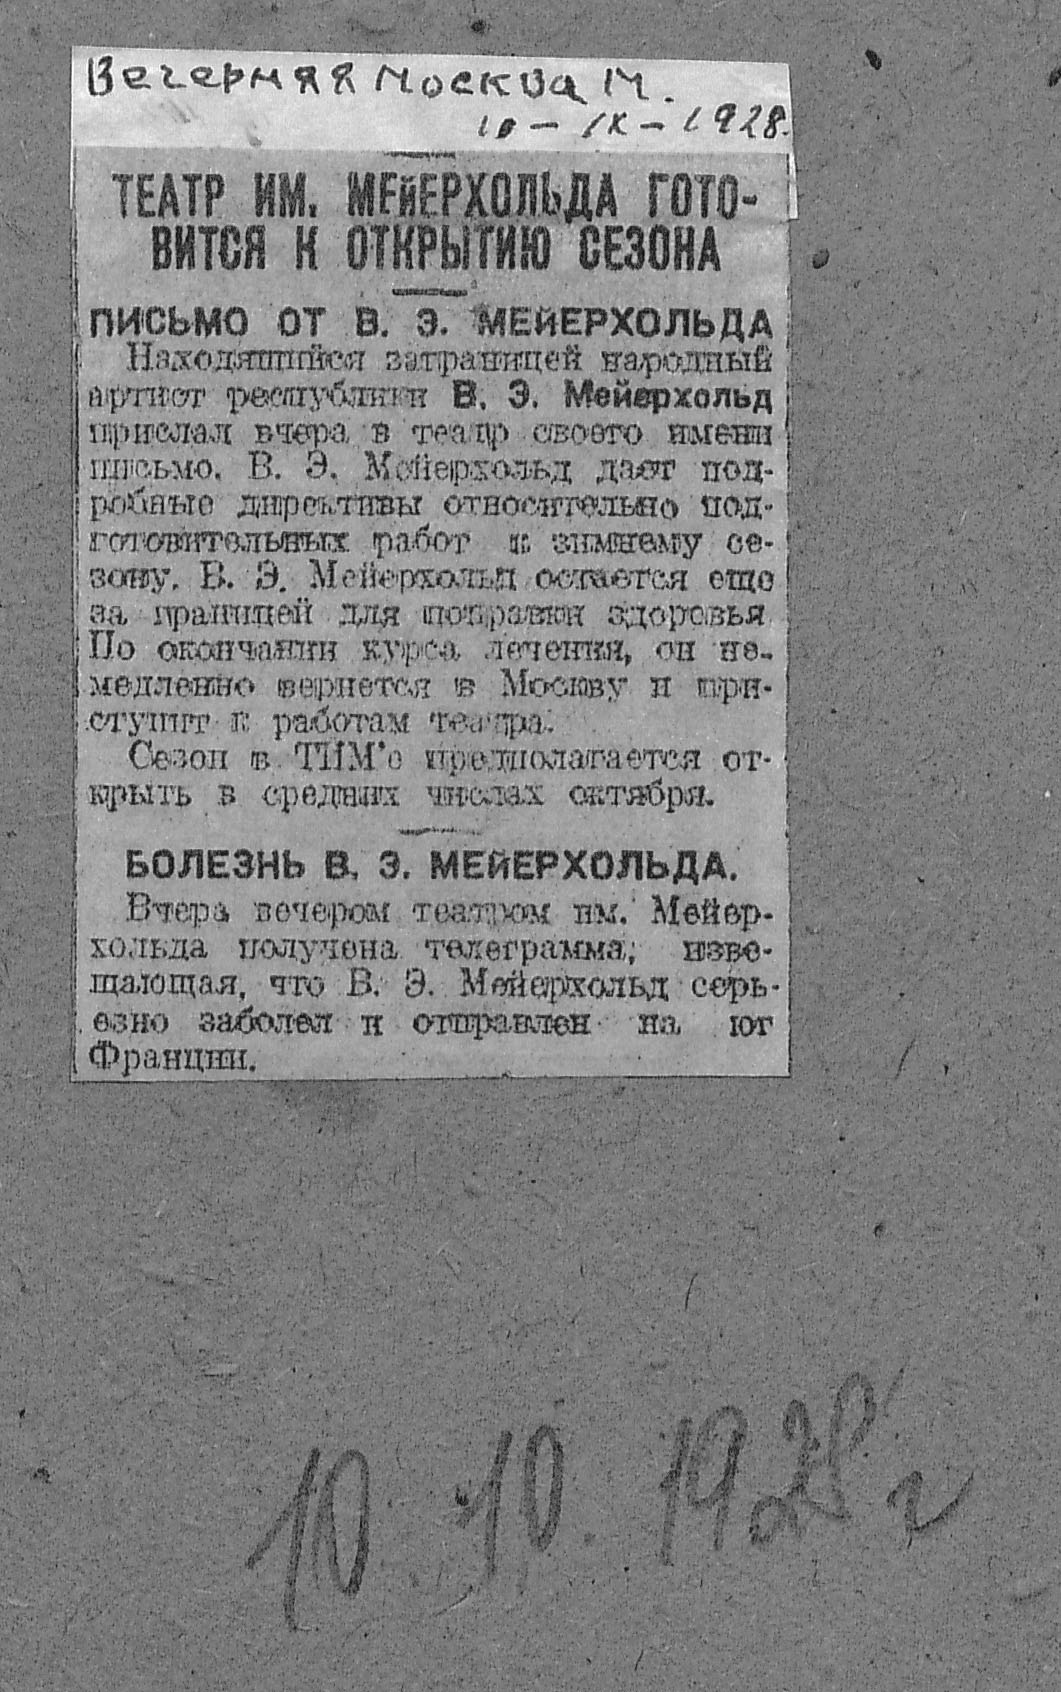 Вечерняя Москва М.
10 – IX – 1928.
ТЕАТР ИМ. МЕЙЕРХОЛЬДА ГОТО-
ВИТСЯ К ОТКРЫТИЮ СЕЗОНА
ПИСЬМО ОТ В. Э. МЕЙЕРХОЛЬДА
Находящийся заграницей народный
артист республики В. Э. Мейерхольд
прислал вчера в театр своего имени
письмо. В. Э. Мейерхольд дает под-
робные директивы относительно под-
готовительных работ к зимнему се-
зону. В. Э. Мейерхольд остается еще
за границей для поправки здоровья
По окончании курса лечения, он не-
медленно вернется в Москву и при-
ступит к работам театра.
Сезон в ТИМ'е предполагается от-
крыть в средних числах октября.
БОЛЕЗНЬ В. Э. МЕЙЕРХОЛЬДА.
Вчера вечером театром им. Мейер-
хольда получена телеграмма, изве-
щающая, что В. Э. Мейерхольд серь-
езно заболел и отправлен на юг
Франции.
10. 10. 1928 г